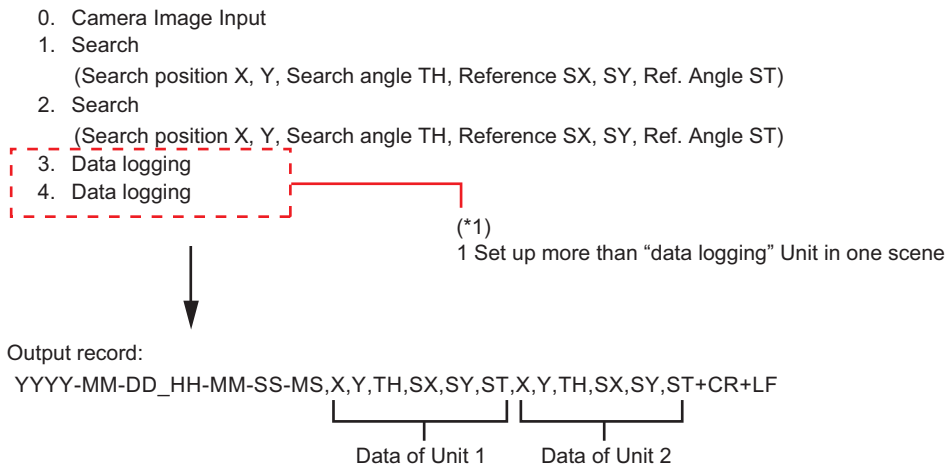 0. Camera Image Input
1. Search
(Search position X, Y, Search angle TH, Reference SX, SY, Ref. Angle ST)
2. Search
(Search position X, Y, Search angle TH, Reference SX, SY, Ref. Angle ST)
3. Data logging
4. Data logging
(*1)
1 Set up more than “data logging” Unit in one scene
Output record:
YYYY-MM-DD_HH-MM-SS-MS,X,Y,TH,SX,SY,ST,X,Y,TH,SX,SY,ST+CR+LF
Data of Unit 1 Data of Unit 2